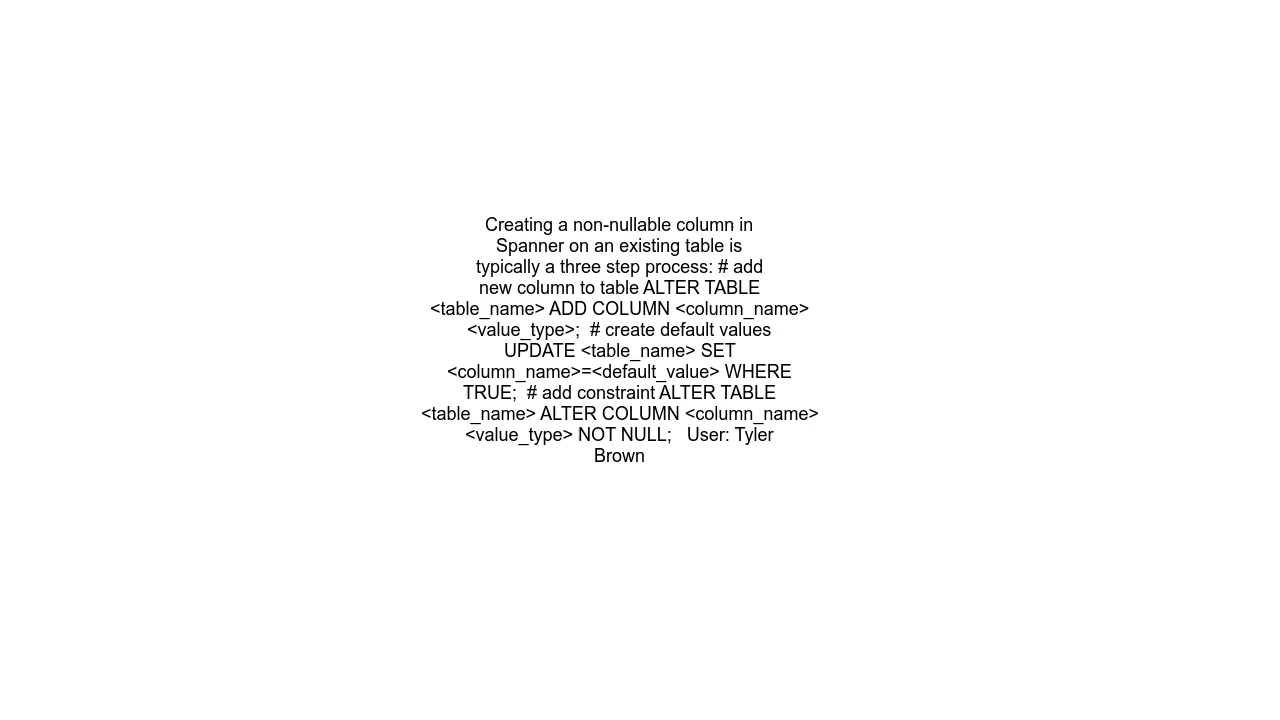 Creating a non-nullable column in
Spanner on an existing table is
typically a three step process: # add
new column to table ALTER TABLE
<table_name> ADD COLUMN <column_name>
<value_type>;  # create default values
UPDATE <table_name> SET
<column_name>=<default_value> WHERE
TRUE;  # add constraint ALTER TABLE
<table_name> ALTER COLUMN <column_name>
<value_type> NOT NULL;   User: Tyler
Brown